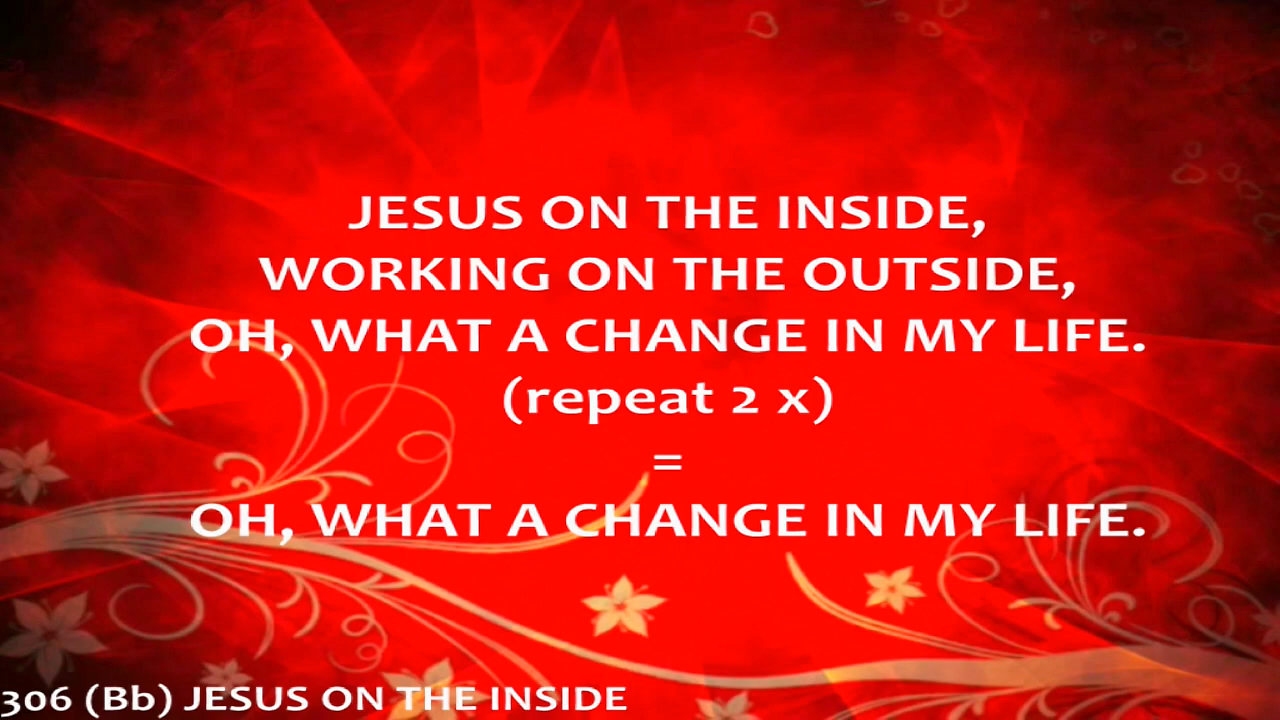 JESUS ON THE INSIDE,
WORKING ON THE OUTSIDE,
OH, WHAT A CHANGE IN MY LIFE.
(repeat 2 x)
=
OH, WHAT A CHANGE IN MY LIFE.
306 (Bb) JESUS ON THE INSIDE